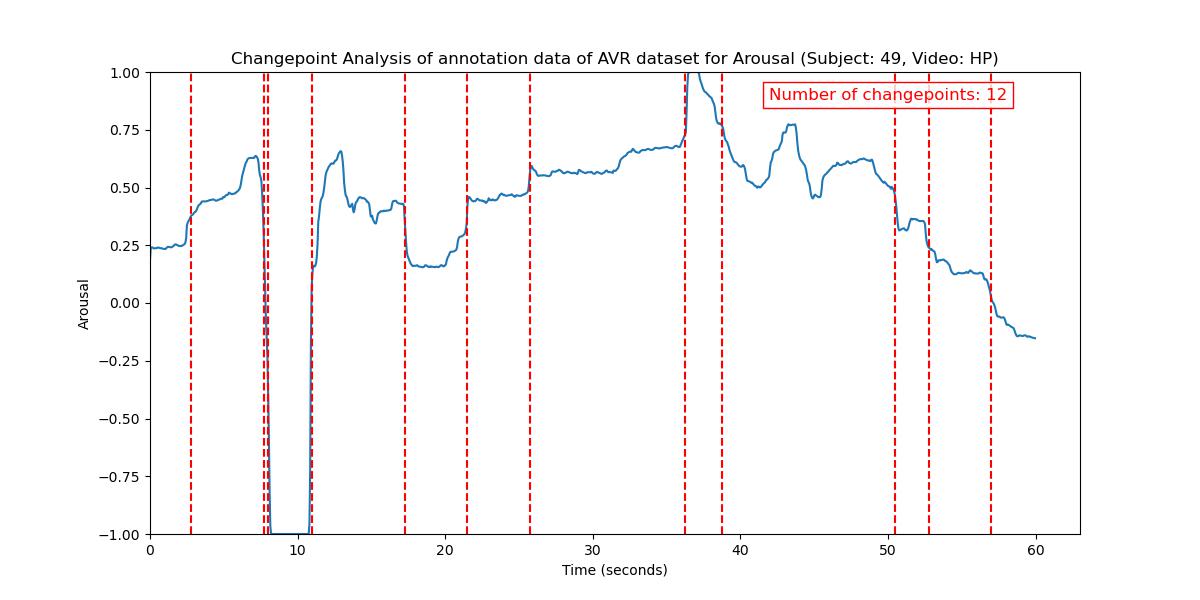 Changepoint Analysis of annotation data of AVR dataset for Arousal (Subject: 49, Video: HP)
Number of changepoints: 12
1.00
0.75
0.50
0.25
0.00
−0.25
−0.50
−0.75
−1.00
Arousal
0 10 20 30 40 50 60
Time (seconds)